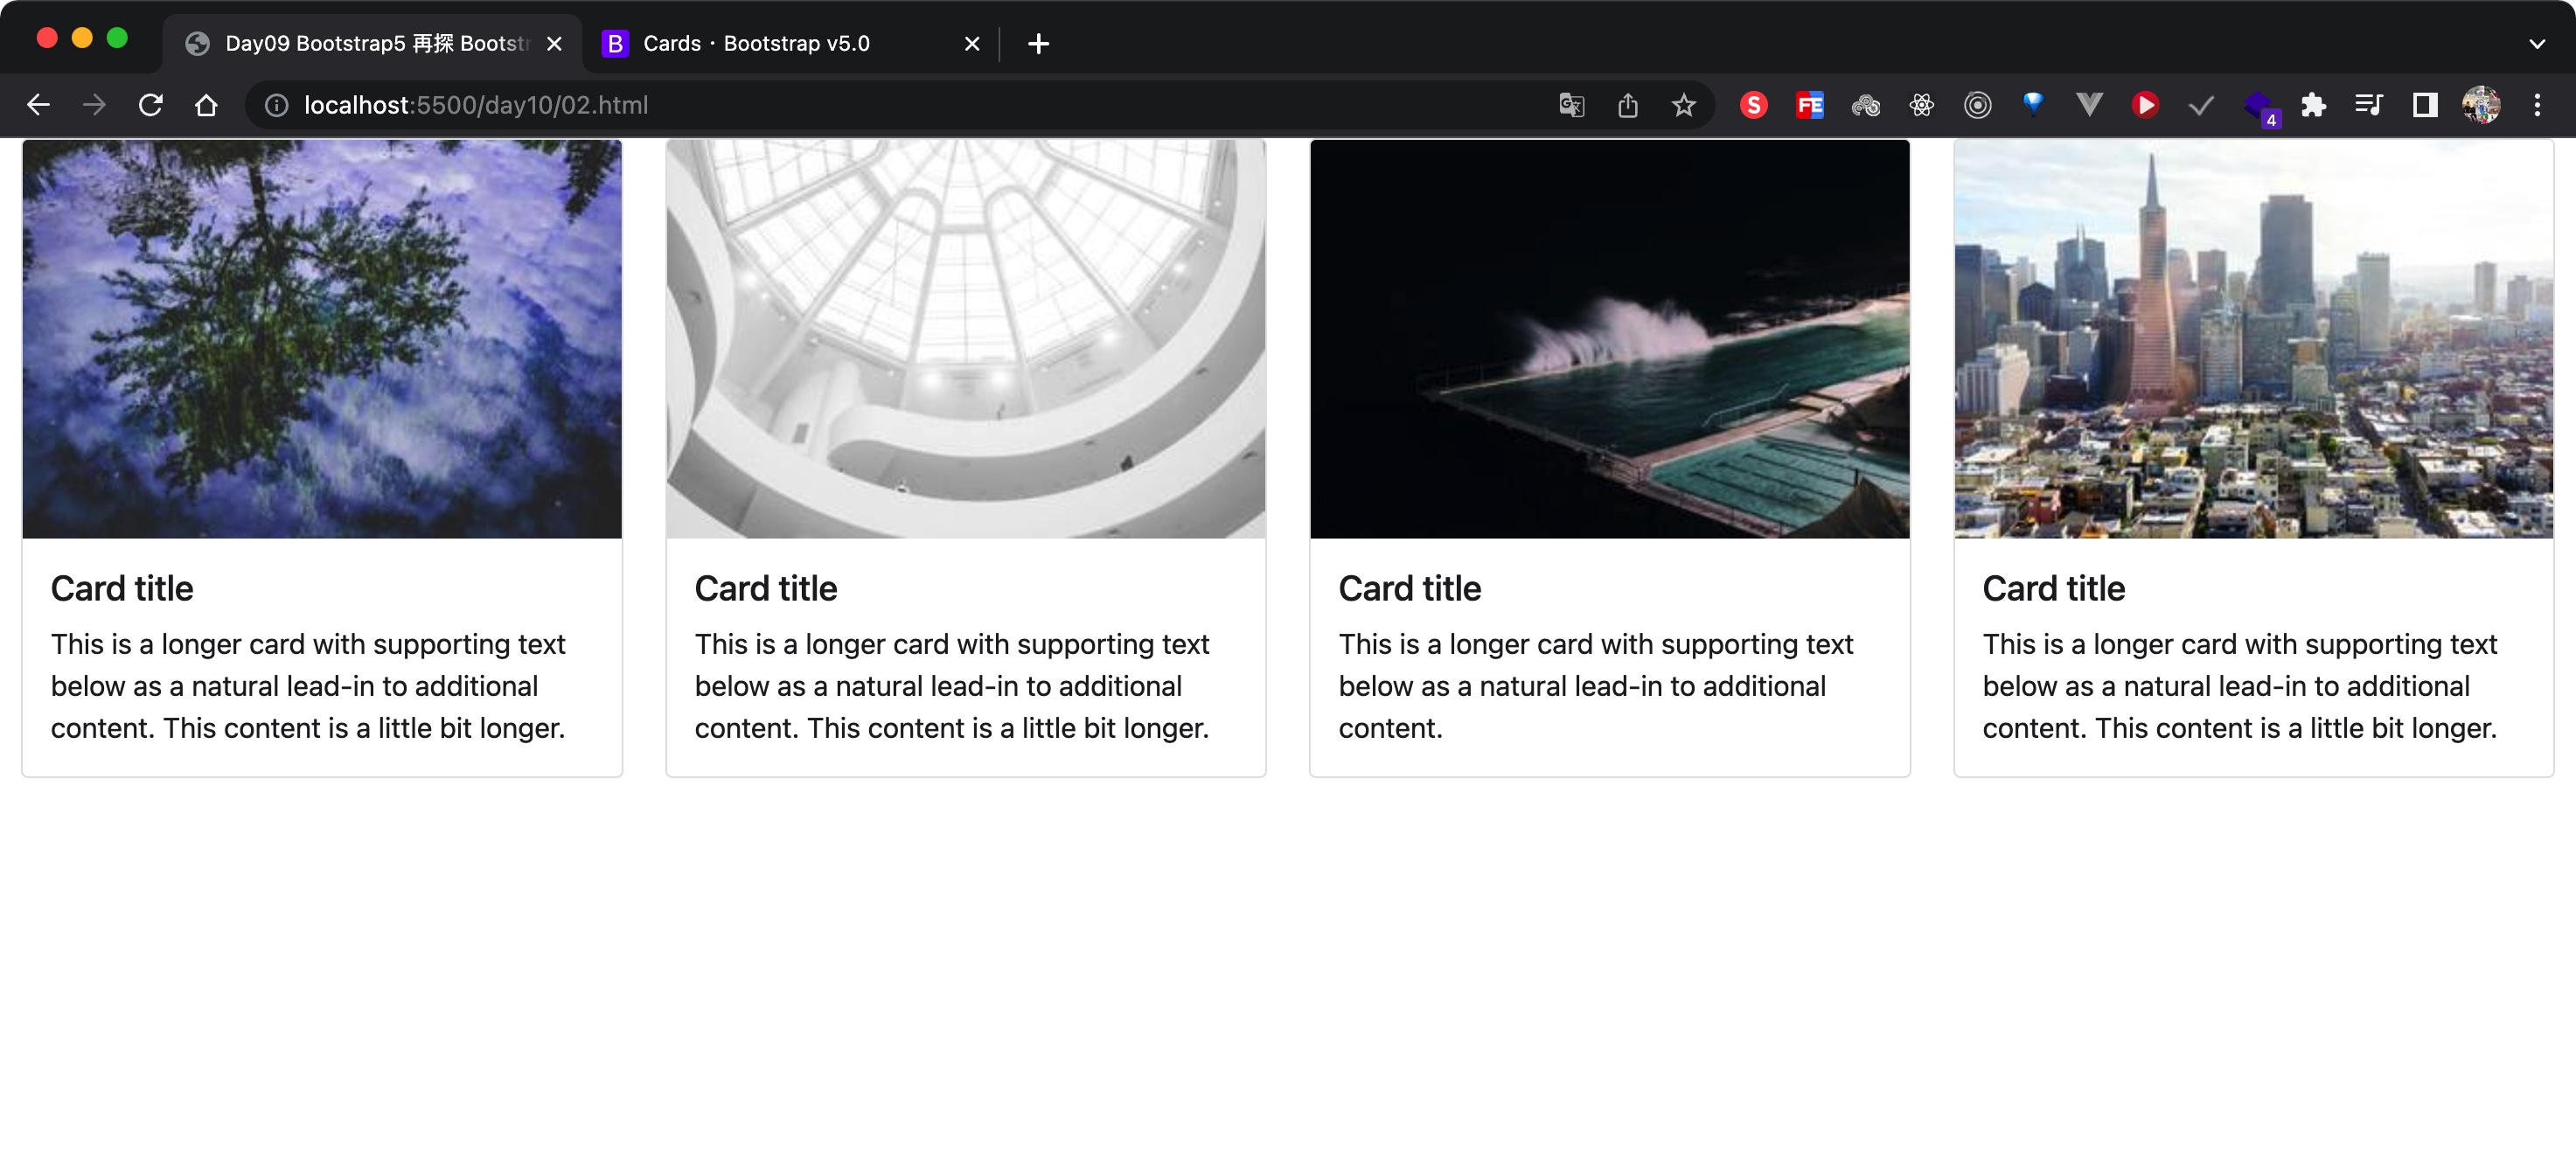 Day09 Bootstrap5 再探 Bootstr
B Cards · Bootstrap v5.0
localhost:5500/day10/02.html
S
FE
4
Card title
This is a longer card with supporting text
below as a natural lead-in to additional
content. This content is a little bit longer.
Card title
This is a longer card with supporting text
below as a natural lead-in to additional
content. This content is a little bit longer.
Card title
This is a longer card with supporting text
below as a natural lead-in to additional
content.
Card title
This is a longer card with supporting text
below as a natural lead-in to additional
content. This content is a little bit longer.